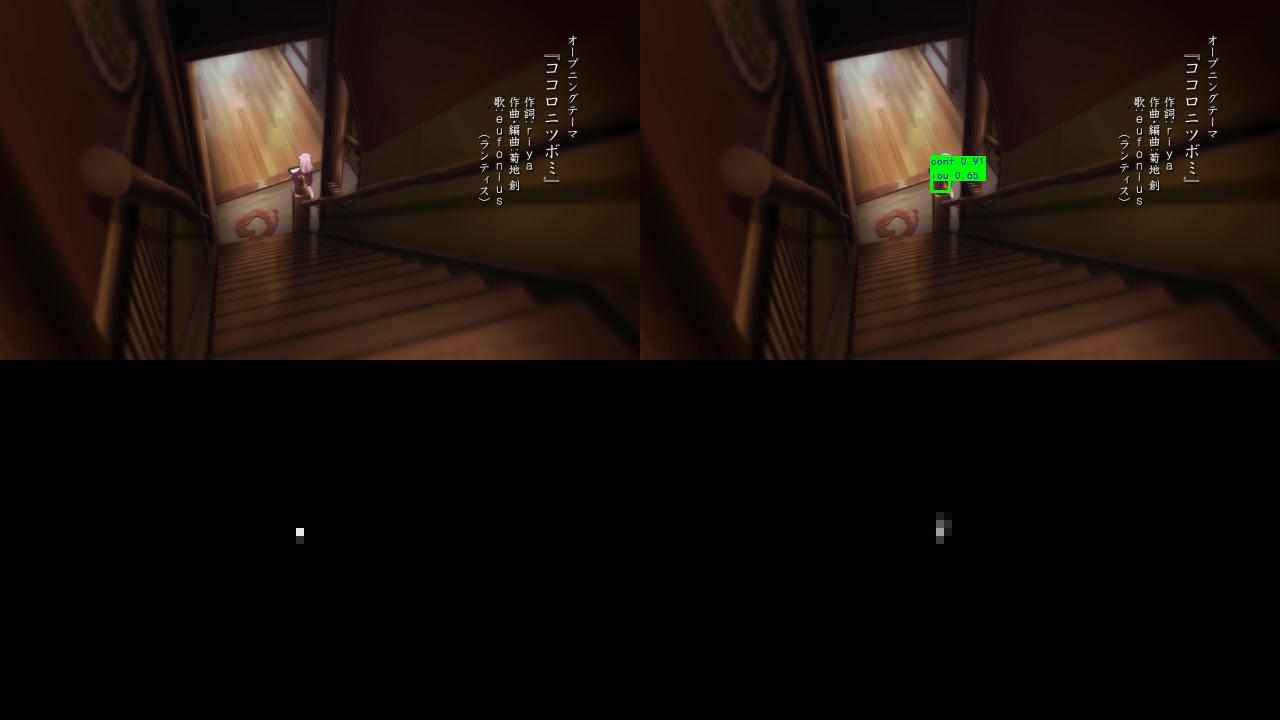 オープニングテーマ
『ココロニツボミ』
作詞：riya
作曲・編曲：菊地 創
歌：eufonius
（ランティス）
オープニングテーマ
『ココロニツボミ』
作詞：riya
作曲・編曲：菊地 創
歌：eufonius
（ランティス）
conf 0.91
iou 0.65